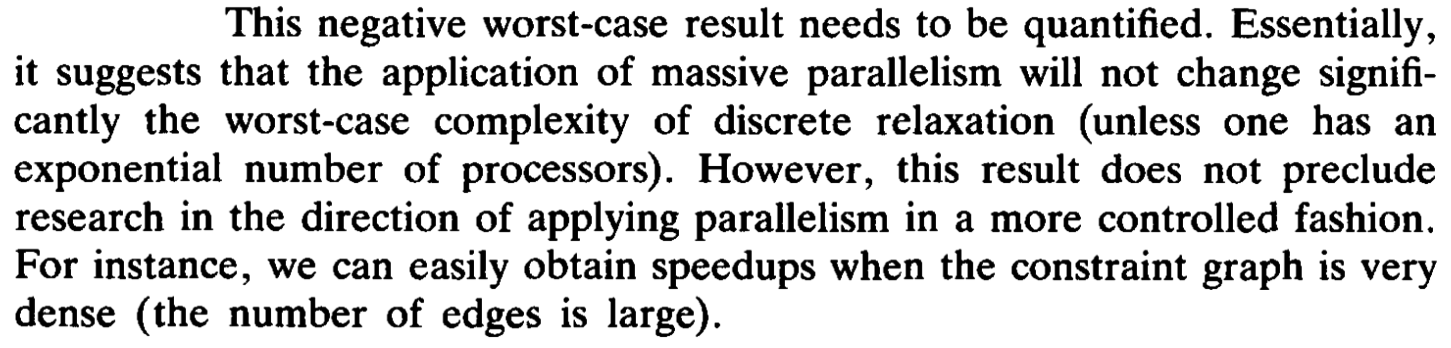 This negative worst-case result needs to be quantified. Essentially,
it suggests that the application of massive parallelism will not change signifi-
cantly the worst-case complexity of discrete relaxation (unless one has an
exponential number of processors). However, this result does not preclude
research in the direction of applying parallelism in a more controlled fashion.
For instance, we can easily obtain speedups when the constraint graph is very
dense (the number of edges is large).